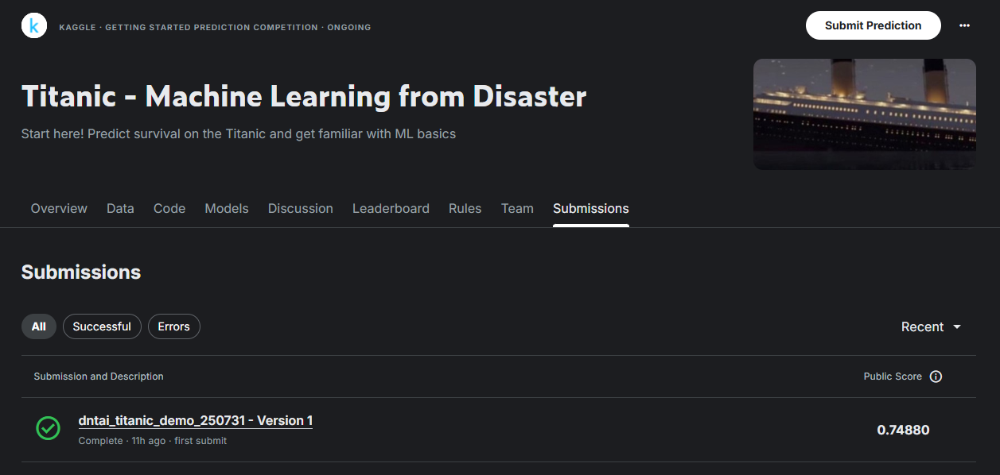 k KAGGLE · GETTING STARTED PREDICTION COMPETITION · ONGOING
Submit Prediction
Titanic - Machine Learning from Disaster
Start here! Predict survival on the Titanic and get familiar with ML basics
Overview Data Code Models Discussion Leaderboard Rules Team Submissions
Submissions
All Successful Errors Recent
Submission and Description Public Score
dntai_titanic_demo_250731 - Version 1
Complete · 11h ago · first submit
0.74880